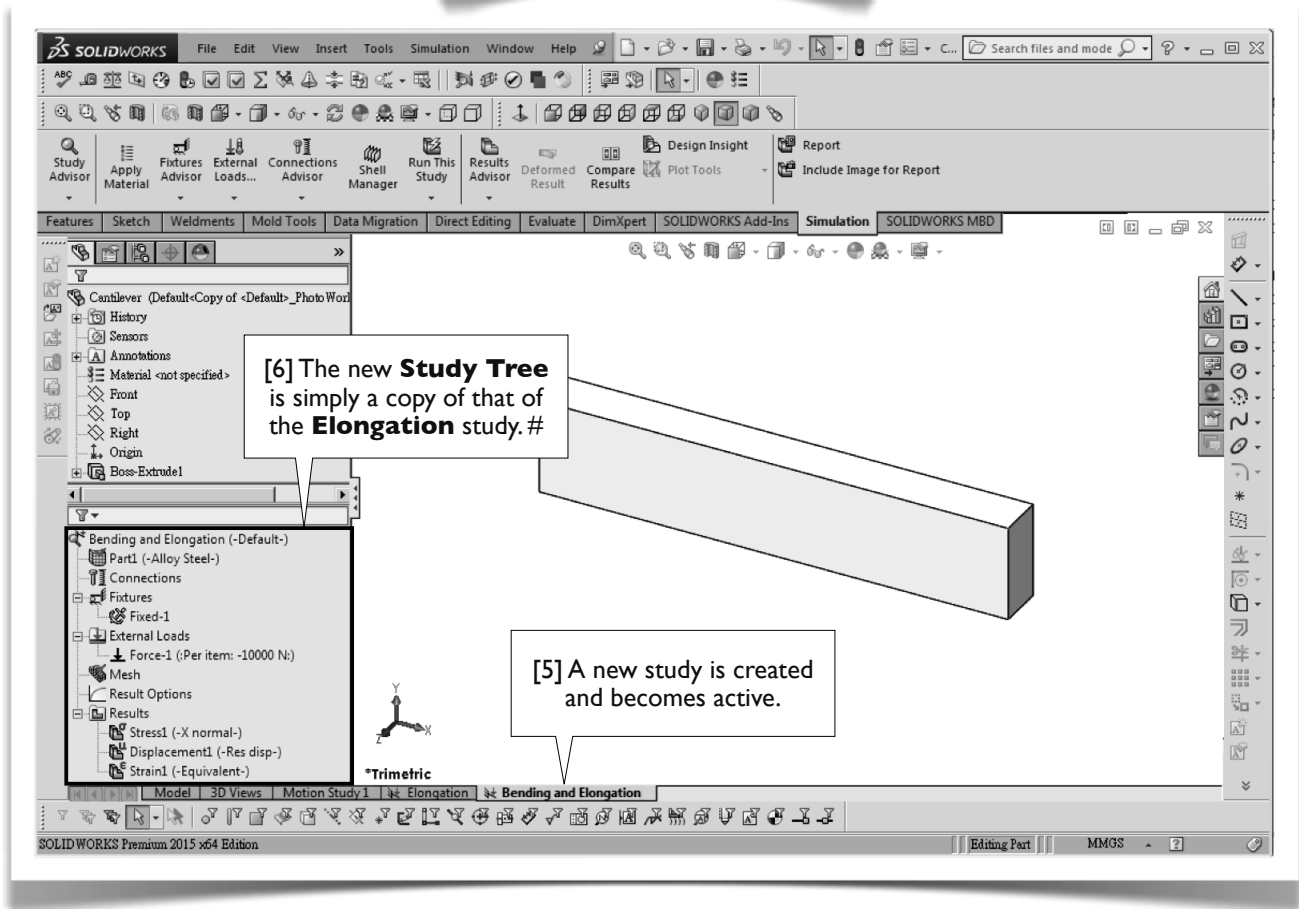 SOLIDWORKS File Edit View Insert Tools Simulation Window Help C... Search files and mode
ABC
Study Advisor
Apply Material
Fixtures Advisor
External Loads...
Connections Advisor
Shell Manager
Run This Study
Results Advisor
Deformed Result
Compare Results
Design Insight
Plot Tools
Report
Include Image for Report
Features Sketch Weldments Mold Tools Data Migration Direct Editing Evaluate DimXpert SOLIDWORKS Add-Ins Simulation SOLIDWORKS MBD
Cantilever (Default<Copy of <Default>_PhotoWorl
History
Sensors
Annotations
Material <not specified>
Front
Top
Right
Origin
Boss-Extrude1
[6] The new Study Tree
is simply a copy of that of
the Elongation study. #
Bending and Elongation (-Default-)
Part1 (-Alloy Steel-)
Connections
Fixtures
Fixed-1
External Loads
Force-1 (:Per item: -10000 N:)
Mesh
Result Options
Results
Stress1 (-X normal-)
Displacement1 (-Res disp-)
Strain1 (-Equivalent-)
[5] A new study is created
and becomes active.
Y
X
Z
*Trimetric
Model 3D Views Motion Study 1 Elongation Bending and Elongation
SOLIDWORKS Premium 2015 x64 Edition Editing Part MMGS ?